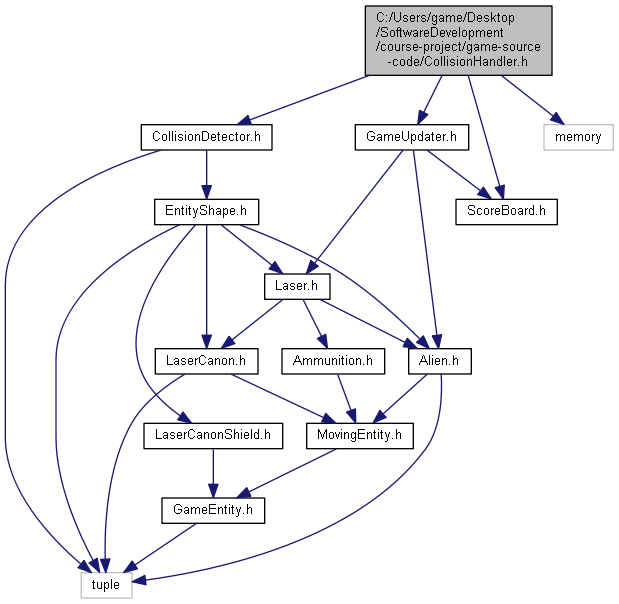 C:/Users/game/Desktop
/SoftwareDevelopment
/course-project/game-source
-code/CollisionHandler.h
CollisionDetector.h
GameUpdater.h
memory
EntityShape.h
ScoreBoard.h
Laser.h
LaserCanon.h
Ammunition.h
Alien.h
LaserCanonShield.h
MovingEntity.h
GameEntity.h
tuple